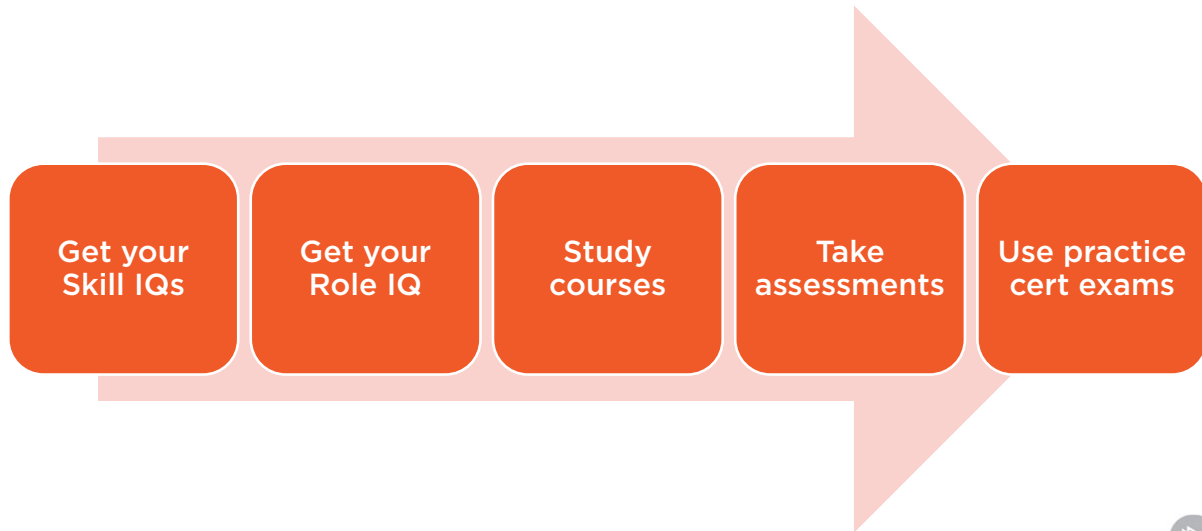 Get your
Skill IQs
Get your
Role IQ
Study
courses
Take
assessments
Use practice
cert exams